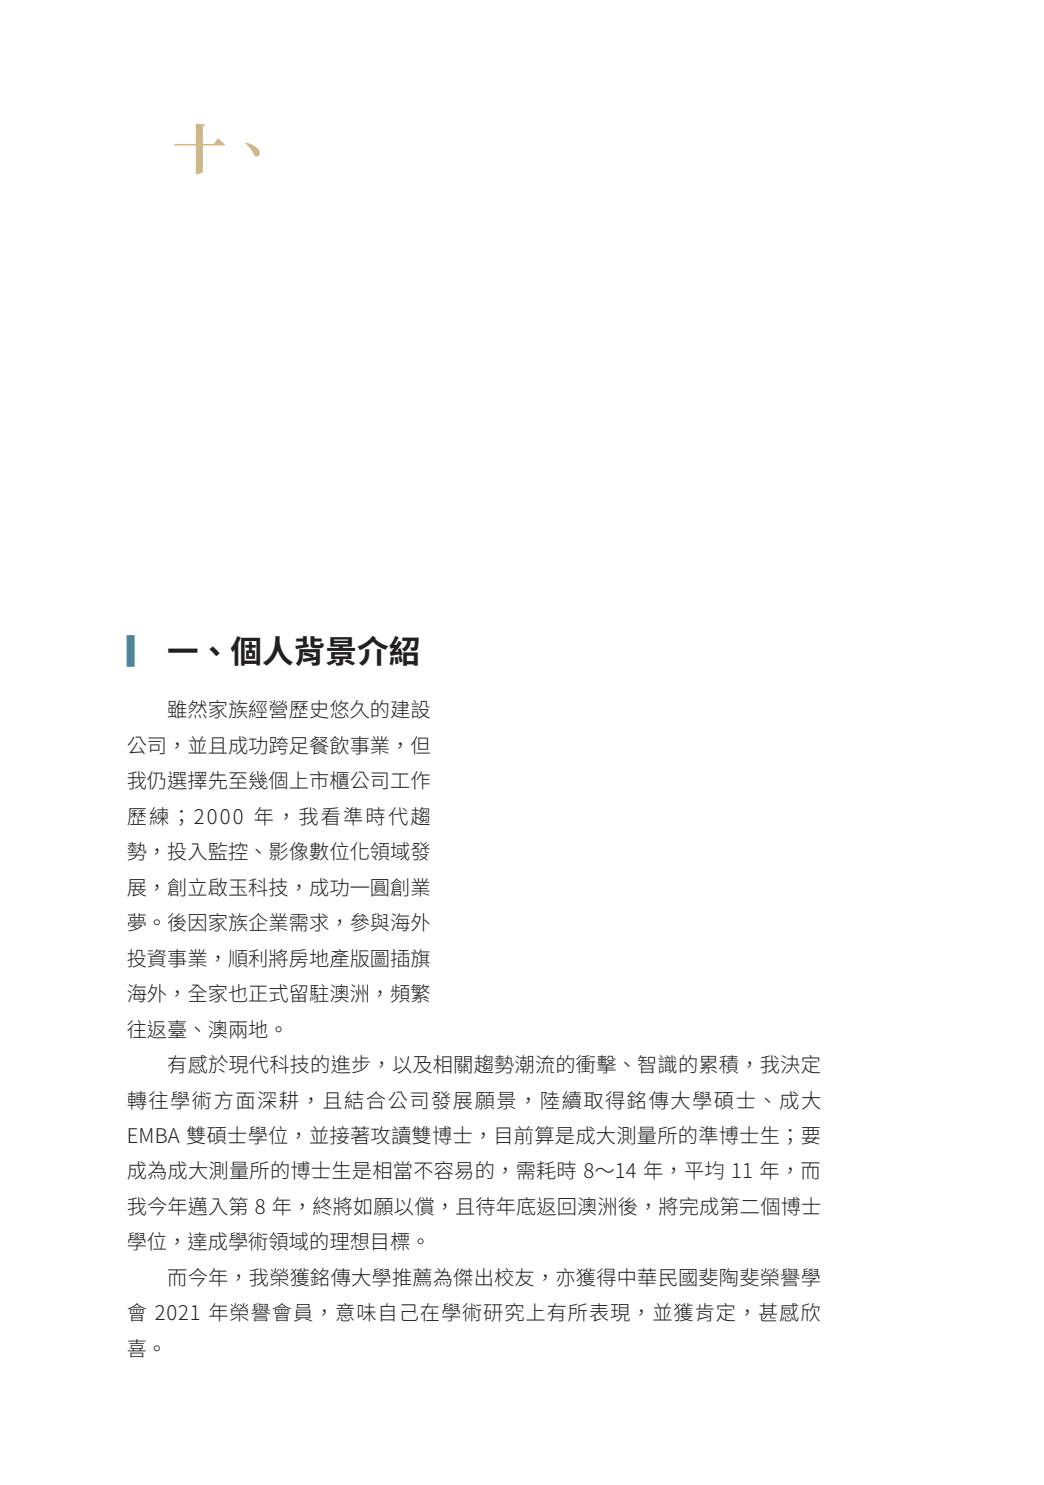 十、
一、個人背景介紹
雖然家族經營歷史悠久的建設
公司，並且成功跨足餐飲事業，但
我仍選擇先至幾個上市櫃公司工作
歷練；2000 年，我看準時代趨
勢，投入監控、影像數位化領域發
展，創立啟玉科技，成功一圓創業
夢。後因家族企業需求，參與海外
投資事業，順利將房地產版圖插旗
海外，全家也正式留駐澳洲，頻繁
往返臺、澳兩地。
有感於現代科技的進步，以及相關趨勢潮流的衝擊、智識的累積，我決定
轉往學術方面深耕，且結合公司發展願景，陸續取得銘傳大學碩士、成大
EMBA 雙碩士學位，並接著攻讀雙博士，目前算是成大測量所的準博士生；要
成為成大測量所的博士生是相當不容易的，需耗時 8～14 年，平均 11 年，而
我今年邁入第 8 年，終將如願以償，且待年底返回澳洲後，將完成第二個博士
學位，達成學術領域的理想目標。
而今年，我榮獲銘傳大學推薦為傑出校友，亦獲得中華民國斐陶斐榮譽學
會 2021 年榮譽會員，意味自己在學術研究上有所表現，並獲肯定，甚感欣
喜。